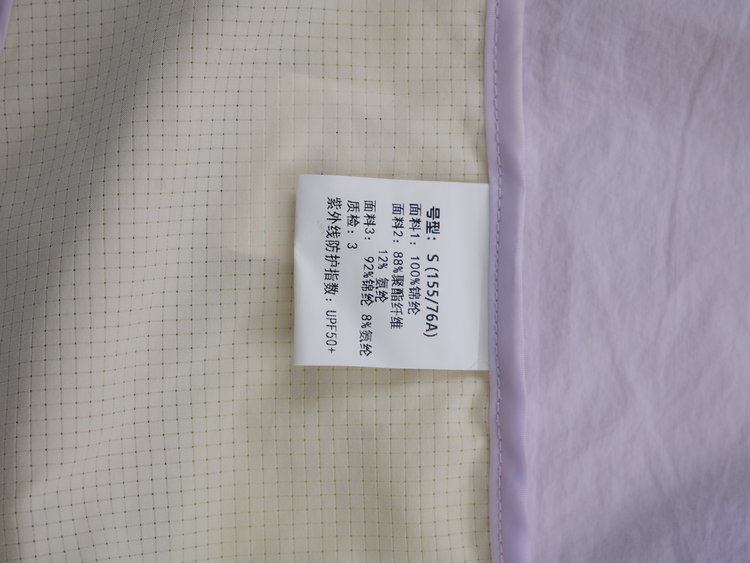 号型: S (155/76A)
面料1: 100%锦纶
面料2: 88%聚酯纤维
12% 氨纶
面料3: 92%锦纶 8%氨纶
质检: 3
紫外线防护指数: UPF50+